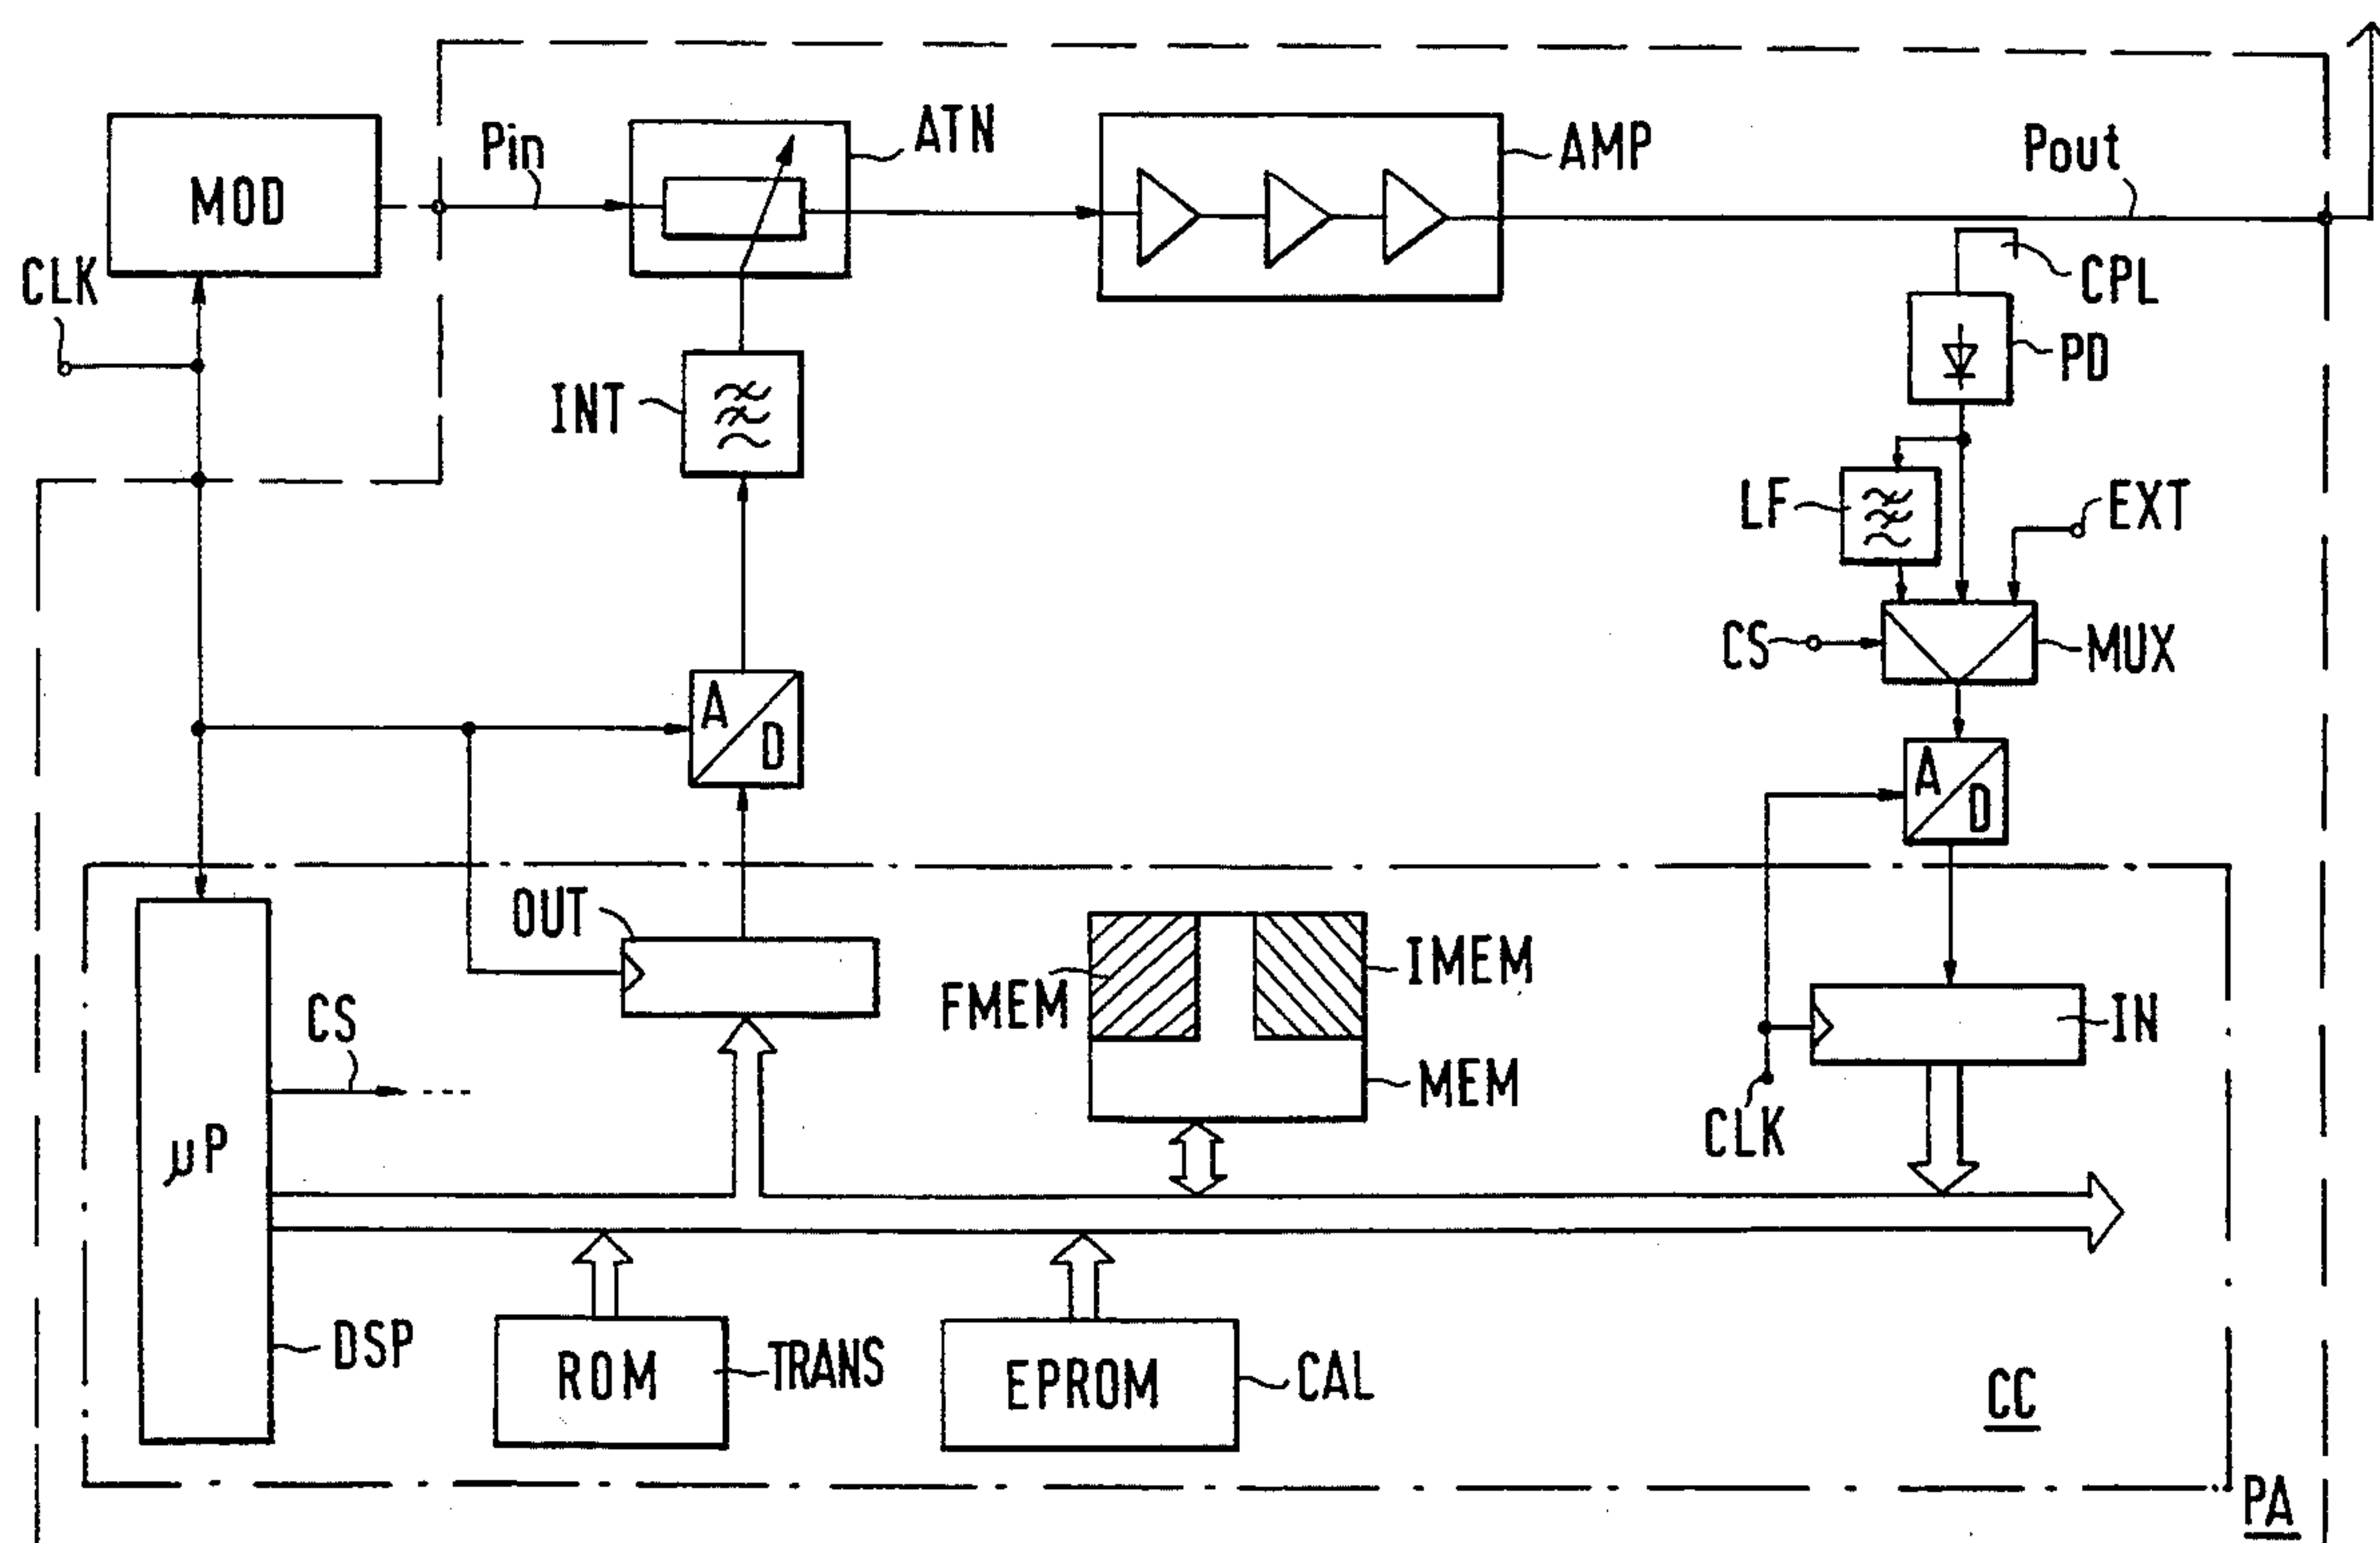 MOD
Pin
ATN
AMP
Pout
CLK
CPL
PD
INT
LF
EXT
CS
MUX
A
D
A
D
OUT
FMEM
IMEM
MEM
IN
CLK
CS
µP
DSP
ROM
TRANS
EPROM
CAL
CC
PA